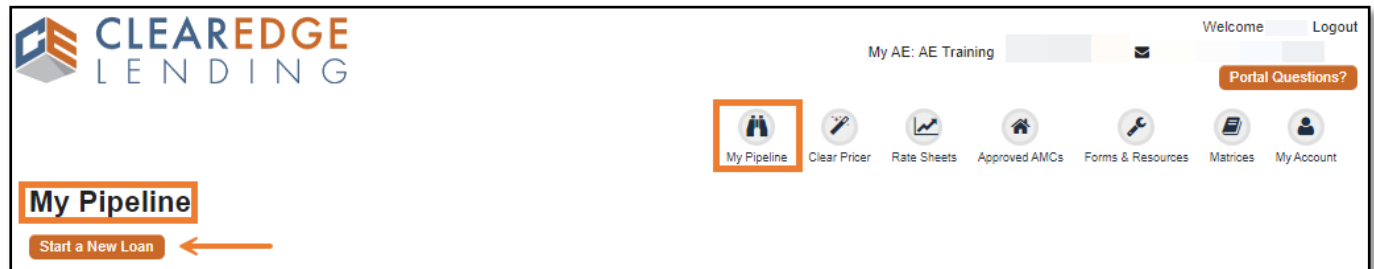 CLEAREDGE
LENDING
Welcome Logout
My AE: AE Training
Portal Questions?
My Pipeline Clear Pricer Rate Sheets Approved AMCs Forms & Resources Matrices My Account
My Pipeline
Start a New Loan